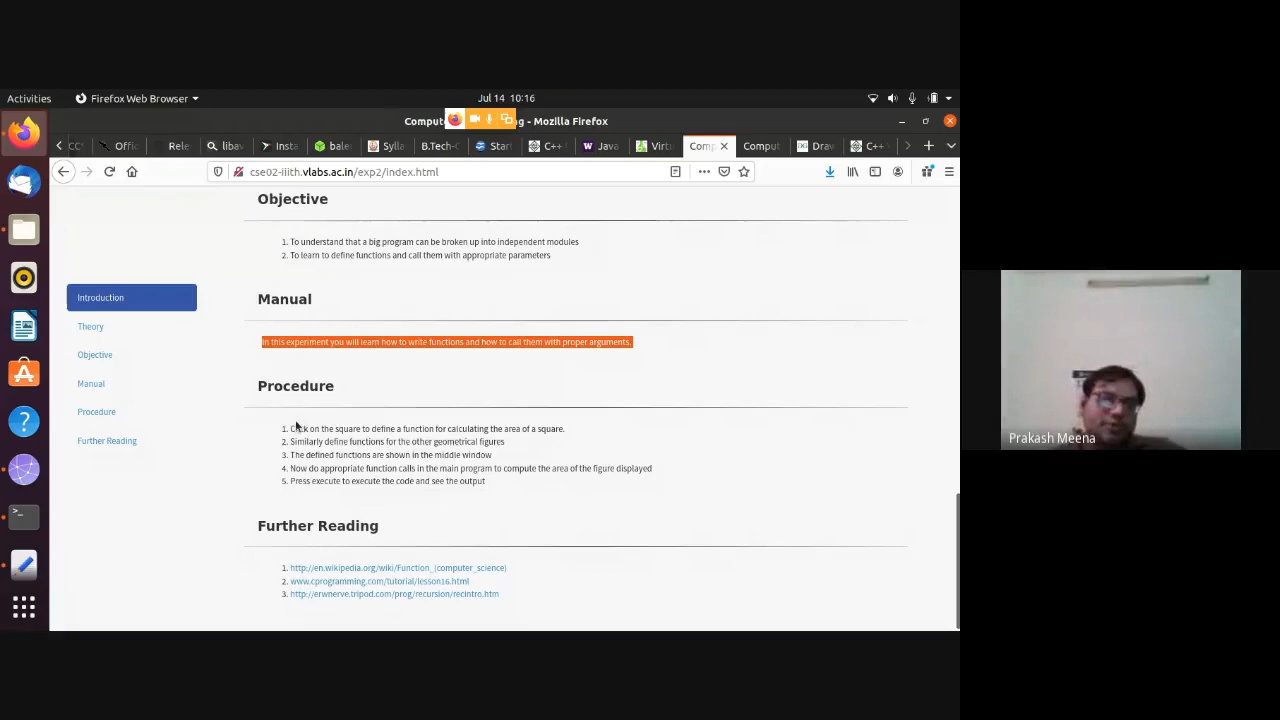 Activities
Firefox Web Browser
Jul 14 10:16
g - Mozilla Firefox
Offic
Rele
libav
Insta
bale
Sylla
B.Tech-C
Start
C++
Java
Virtu
Comp
Comput
Draw
C++
cse02-iiith.vlabs.ac.in/exp2/index.html
Objective
1. To understand that a big program can be broken up into independent modules
2. To learn to define functions and call them with appropriate parameters
Introduction
Theory
Objective
Manual
Procedure
Further Reading
Manual
In this experiment you will learn how to write functions and how to call them with proper arguments.
Procedure
1. Click on the square to define a function for calculating the area of a square.
2. Similarly define functions for the other geometrical figures
3. The defined functions are shown in the middle window
4. Now do appropriate function calls in the main program to compute the area of the figure displayed
5. Press execute to execute the code and see the output
Further Reading
1. http://en.wikipedia.org/wiki/Function_(computer_science)
2. www.cprogramming.com/tutorial/lesson16.html
3. http://erwnerve.tripod.com/prog/recursion/recintro.htm
Prakash Meena